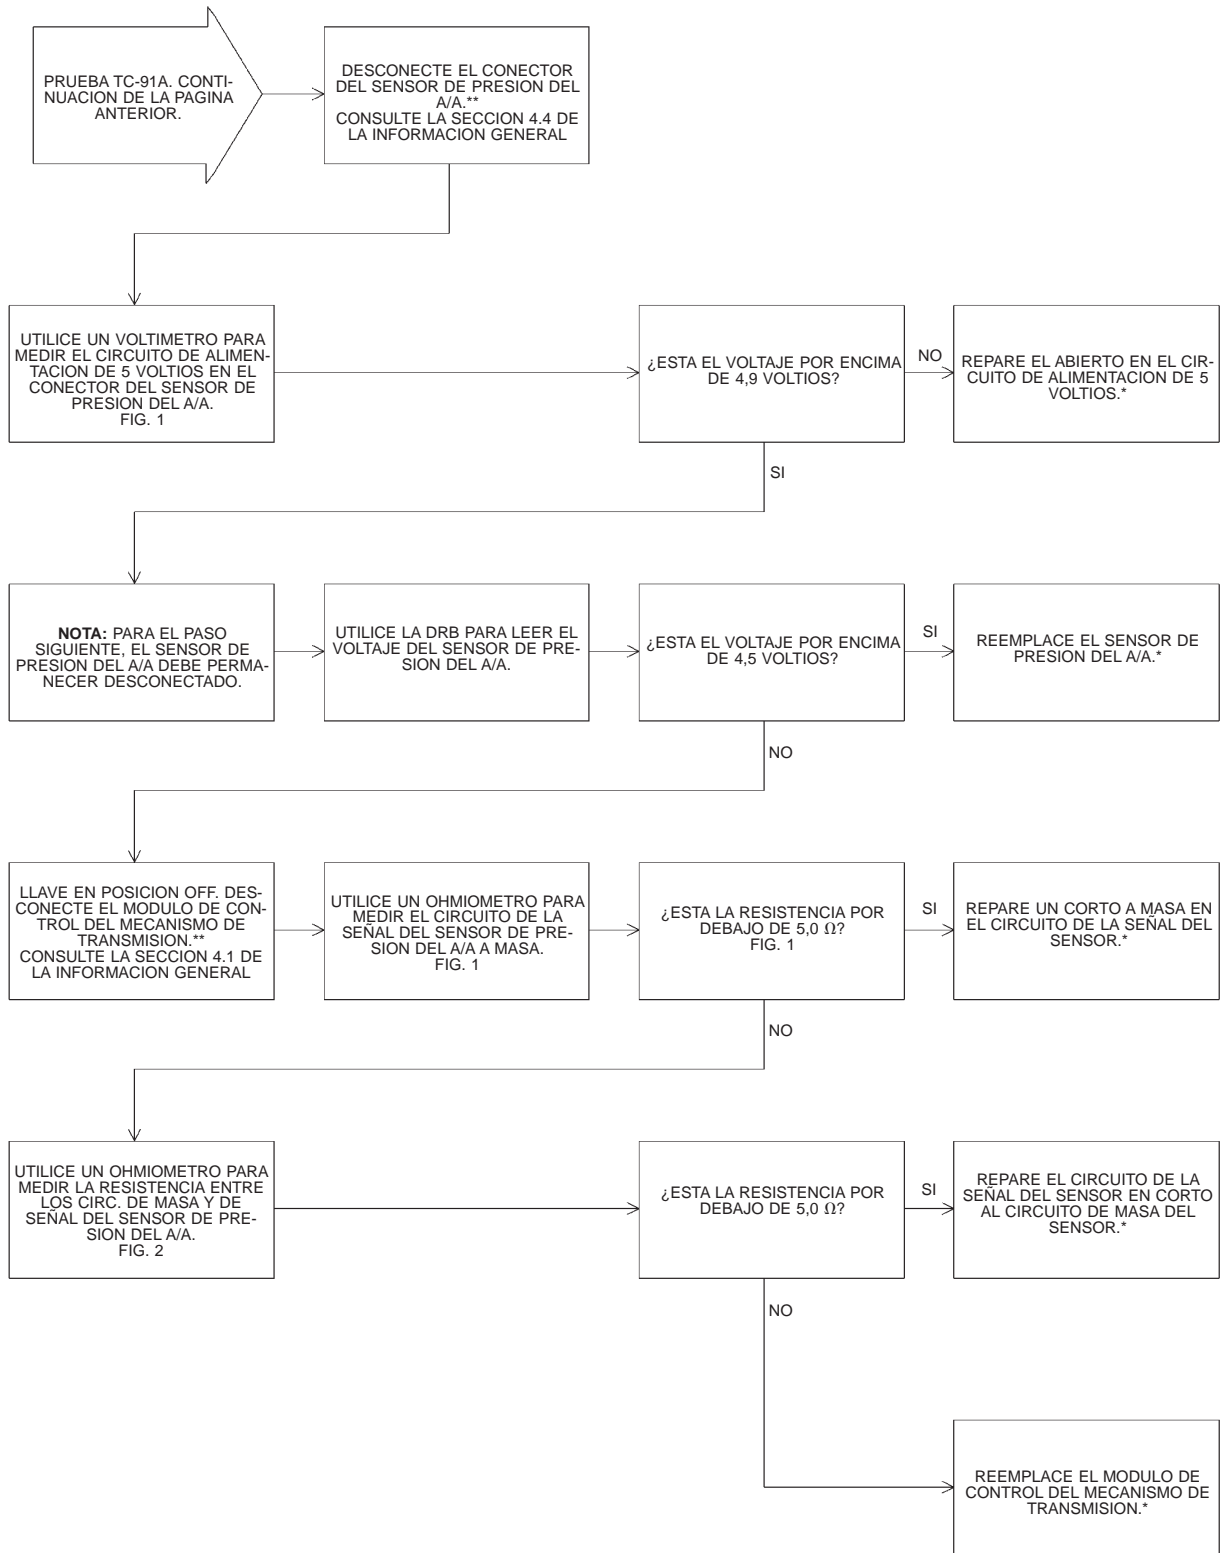 PRUEBA TC-91A. CONTI-
NUACION DE LA PAGINA
ANTERIOR.
DESCONECTE EL CONECTOR
DEL SENSOR DE PRESION DEL
A/A.**
CONSULTE LA SECCION 4.4 DE
LA INFORMACION GENERAL
UTILICE UN VOLTIMETRO PARA
MEDIR EL CIRCUITO DE ALIMEN-
TACION DE 5 VOLTIOS EN EL
CONECTOR DEL SENSOR DE
PRESION DEL A/A.
FIG. 1
¿ESTA EL VOLTAJE POR ENCIMA
DE 4,9 VOLTIOS?
NO
REPARE EL ABIERTO EN EL CIR-
CUITO DE ALIMENTACION DE 5
VOLTIOS.*
SI
NOTA: PARA EL PASO
SIGUIENTE, EL SENSOR DE
PRESION DEL A/A DEBE PERMA-
NECER DESCONECTADO.
UTILICE LA DRB PARA LEER EL
VOLTAJE DEL SENSOR DE PRE-
SION DEL A/A.
¿ESTA EL VOLTAJE POR ENCIMA
DE 4,5 VOLTIOS?
SI
REEMPLACE EL SENSOR DE
PRESION DEL A/A.*
NO
LLAVE EN POSICION OFF. DES-
CONECTE EL MODULO DE CON-
TROL DEL MECANISMO DE
TRANSMISION.**
CONSULTE LA SECCION 4.1 DE
LA INFORMACION GENERAL
UTILICE UN OHMIOMETRO PARA
MEDIR EL CIRCUITO DE LA
SEÑAL DEL SENSOR DE PRE-
SION DEL A/A A MASA.
FIG. 1
¿ESTA LA RESISTENCIA POR
DEBAJO DE 5,0 Ω?
FIG. 1
SI
REPARE UN CORTO A MASA EN
EL CIRCUITO DE LA SEÑAL DEL
SENSOR.*
NO
UTILICE UN OHMIOMETRO PARA
MEDIR LA RESISTENCIA ENTRE
LOS CIRC. DE MASA Y DE
SEÑAL DEL SENSOR DE PRE-
SION DEL A/A.
FIG. 2
¿ESTA LA RESISTENCIA POR
DEBAJO DE 5,0 Ω?
SI
REPARE EL CIRCUITO DE LA
SEÑAL DEL SENSOR EN CORTO
AL CIRCUITO DE MASA DEL
SENSOR.*
NO
REEMPLACE EL MODULO DE
CONTROL DEL MECANISMO DE
TRANSMISION.*